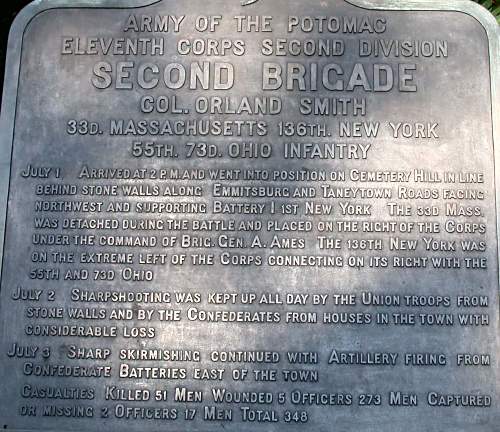 ARMY OF THE POTOMAC
ELEVENTH CORPS SECOND DIVISION
SECOND BRIGADE
COL. ORLAND SMITH
33D. MASSACHUSETTS 136TH. NEW YORK
55TH. 73D. OHIO INFANTRY
JULY 1 ARRIVED AT 2 P.M. AND WENT INTO POSITION ON CEMETERY HILL IN LINE
BEHIND STONE WALLS ALONG EMMITSBURG AND TANEYTOWN ROADS FACING
NORTHWEST AND SUPPORTING BATTERY I 1ST NEW YORK THE 33D MASS.
WAS DETACHED DURING THE BATTLE AND PLACED ON THE RIGHT OF THE CORPS
UNDER THE COMMAND OF BRIG. GEN. A. AMES THE 136TH NEW YORK WAS
ON THE EXTREME LEFT OF THE CORPS CONNECTING ON ITS RIGHT WITH THE
55TH AND 73D OHIO
JULY 2 SHARPSHOOTING WAS KEPT UP ALL DAY BY THE UNION TROOPS FROM
STONE WALLS AND BY THE CONFEDERATES FROM HOUSES IN THE TOWN WITH
CONSIDERABLE LOSS
JULY 3 SHARP SKIRMISHING CONTINUED WITH ARTILLERY FIRING FROM
CONFEDERATE BATTERIES EAST OF THE TOWN
CASUALTIES KILLED 51 MEN WOUNDED 5 OFFICERS 273 MEN CAPTURED
OR MISSING 2 OFFICERS 17 MEN TOTAL 348